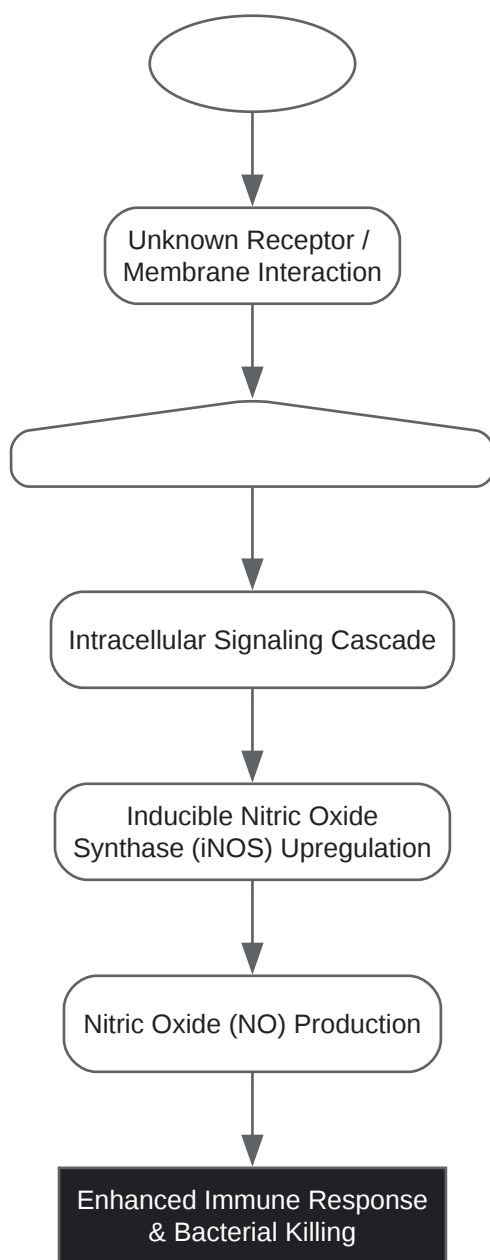 Unknown Receptor /
Membrane Interaction
Intracellular Signaling Cascade
Inducible Nitric Oxide
Synthase (iNOS) Upregulation
Nitric Oxide (NO) Production
Enhanced Immune Response
& Bacterial Killing